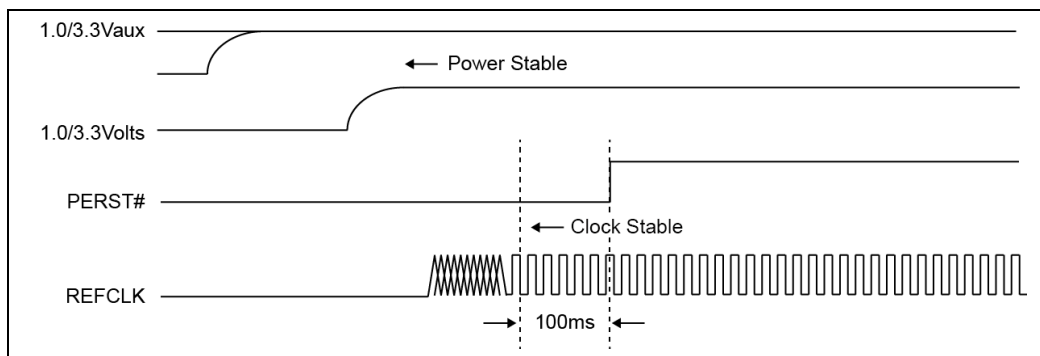 1.0/3.3Vaux
Power Stable
1.0/3.3Volts
PERST#
Clock Stable
REFCLK
100ms